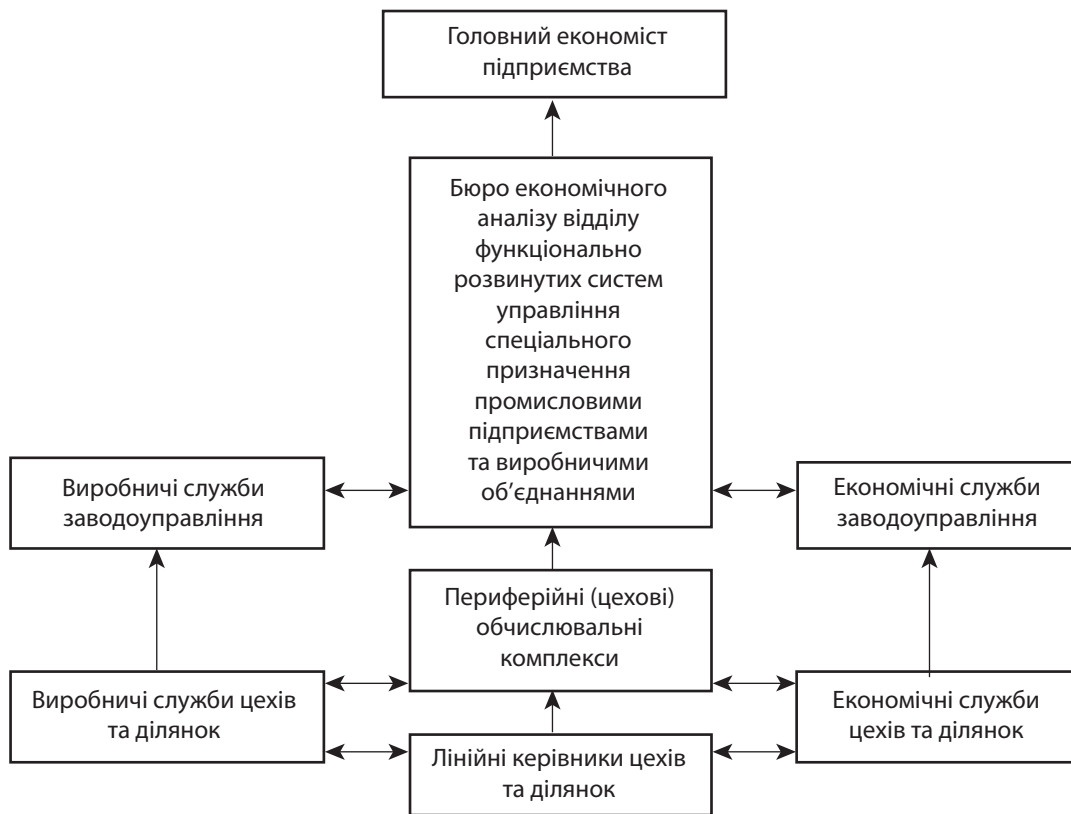 Головний економіст
підприємства
Бюро економічного
аналізу відділу
функціонально
розвинутих систем
управління
спеціального
призначення
промисловими
підприємствами
та виробничими
об’єднаннями
Виробничі служби
заводоуправління
Економічні служби
заводоуправління
Периферійні (цехові)
обчислювальні
комплекси
Виробничі служби цехів
та ділянок
Економічні служби
цехів та ділянок
Лінійні керівники цехів
та ділянок